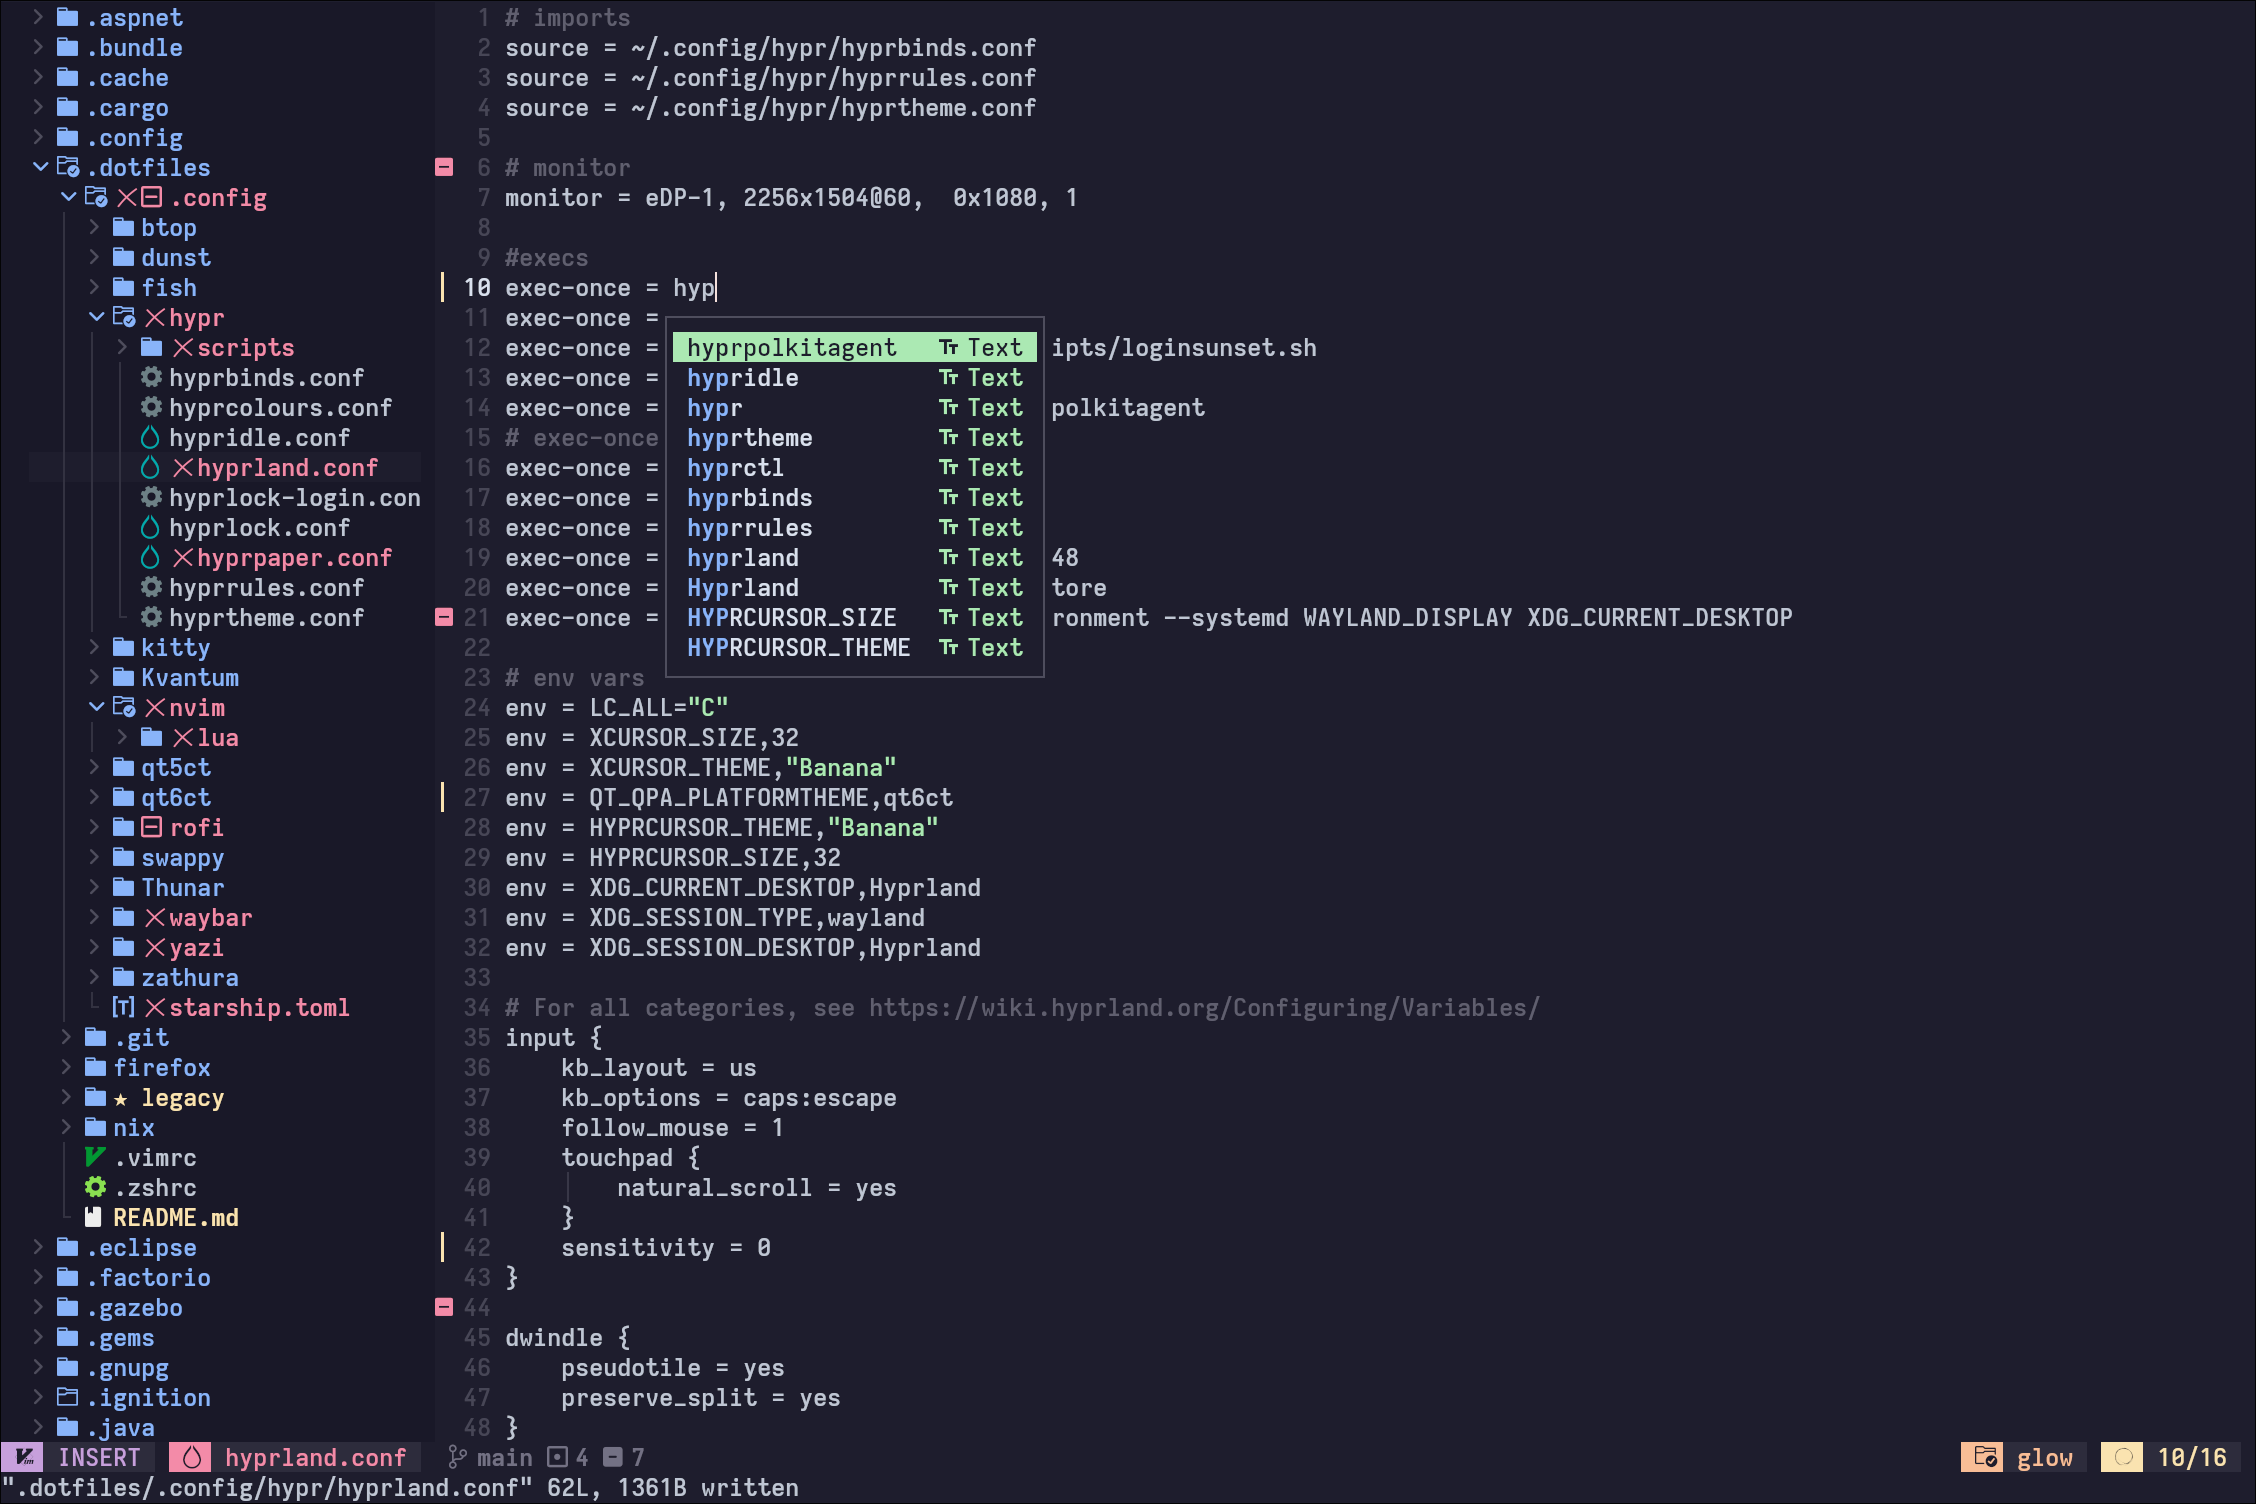 .aspnet
.bundle
.cache
.cargo
.config
.dotfiles
.config
btop
dunst
fish
hypr
scripts
hyprbinds.conf
hyprcolours.conf
hypridle.conf
hyprland.conf
hyprlock-login.con
hyprlock.conf
hyprpaper.conf
hyprrules.conf
hyprtheme.conf
kitty
Kvantum
nvim
lua
qt5ct
qt6ct
rofi
swappy
Thunar
waybar
yazi
zathura
[T] starship.toml
.git
firefox
★ legacy
nix
.vimrc
.zshrc
README.md
.eclipse
.factorio
.gazebo
.gems
.gnupg
.ignition
.java
1 # imports
2 source = ~/.config/hypr/hyprbinds.conf
3 source = ~/.config/hypr/hyprrules.conf
4 source = ~/.config/hypr/hyprtheme.conf
5
6 # monitor
7 monitor = eDP-1, 2256x1504@60,  0x1080, 1
8
9 #execs
10 exec-once = hyp
11 exec-once =
12 exec-once = ipts/loginsunset.sh
13 exec-once =
14 exec-once = polkitagent
15 # exec-once
16 exec-once =
17 exec-once =
18 exec-once =
19 exec-once = 48
20 exec-once = tore
21 exec-once = ronment --systemd WAYLAND_DISPLAY XDG_CURRENT_DESKTOP
22
hyprpolkitagent Text
hypridle Text
hypr Text
hyprtheme Text
hyprctl Text
hyprbinds Text
hyprrules Text
hyprland Text
Hyprland Text
HYPRCURSOR_SIZE Text
HYPRCURSOR_THEME Text
23 # env vars
24 env = LC_ALL="C"
25 env = XCURSOR_SIZE,32
26 env = XCURSOR_THEME,"Banana"
27 env = QT_QPA_PLATFORMTHEME,qt6ct
28 env = HYPRCURSOR_THEME,"Banana"
29 env = HYPRCURSOR_SIZE,32
30 env = XDG_CURRENT_DESKTOP,Hyprland
31 env = XDG_SESSION_TYPE,wayland
32 env = XDG_SESSION_DESKTOP,Hyprland
33
34 # For all categories, see https://wiki.hyprland.org/Configuring/Variables/
35 input {
36     kb_layout = us
37     kb_options = caps:escape
38     follow_mouse = 1
39     touchpad {
40         natural_scroll = yes
41     }
42     sensitivity = 0
43 }
44
45 dwindle {
46     pseudotile = yes
47     preserve_split = yes
48 }
INSERT hyprland.conf main 4 7 glow 10/16
".dotfiles/.config/hypr/hyprland.conf" 62L, 1361B written